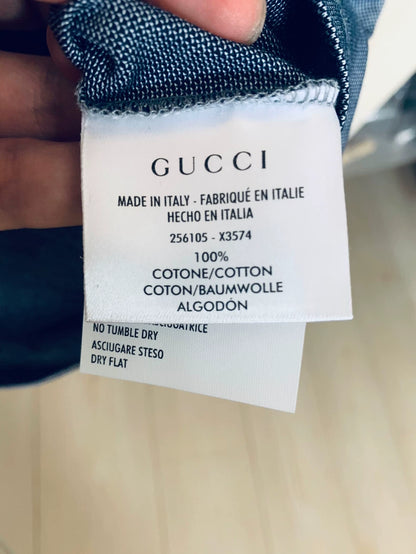 GUCCI
MADE IN ITALY - FABRIQUÉ EN ITALIE
HECHO EN ITALIA
256105 - X3574
100%
COTONE/COTTON
COTON/BAUMWOLLE
ALGODÓN
NO TUMBLE DRY
ASCIUGARE STESO
DRY FLAT